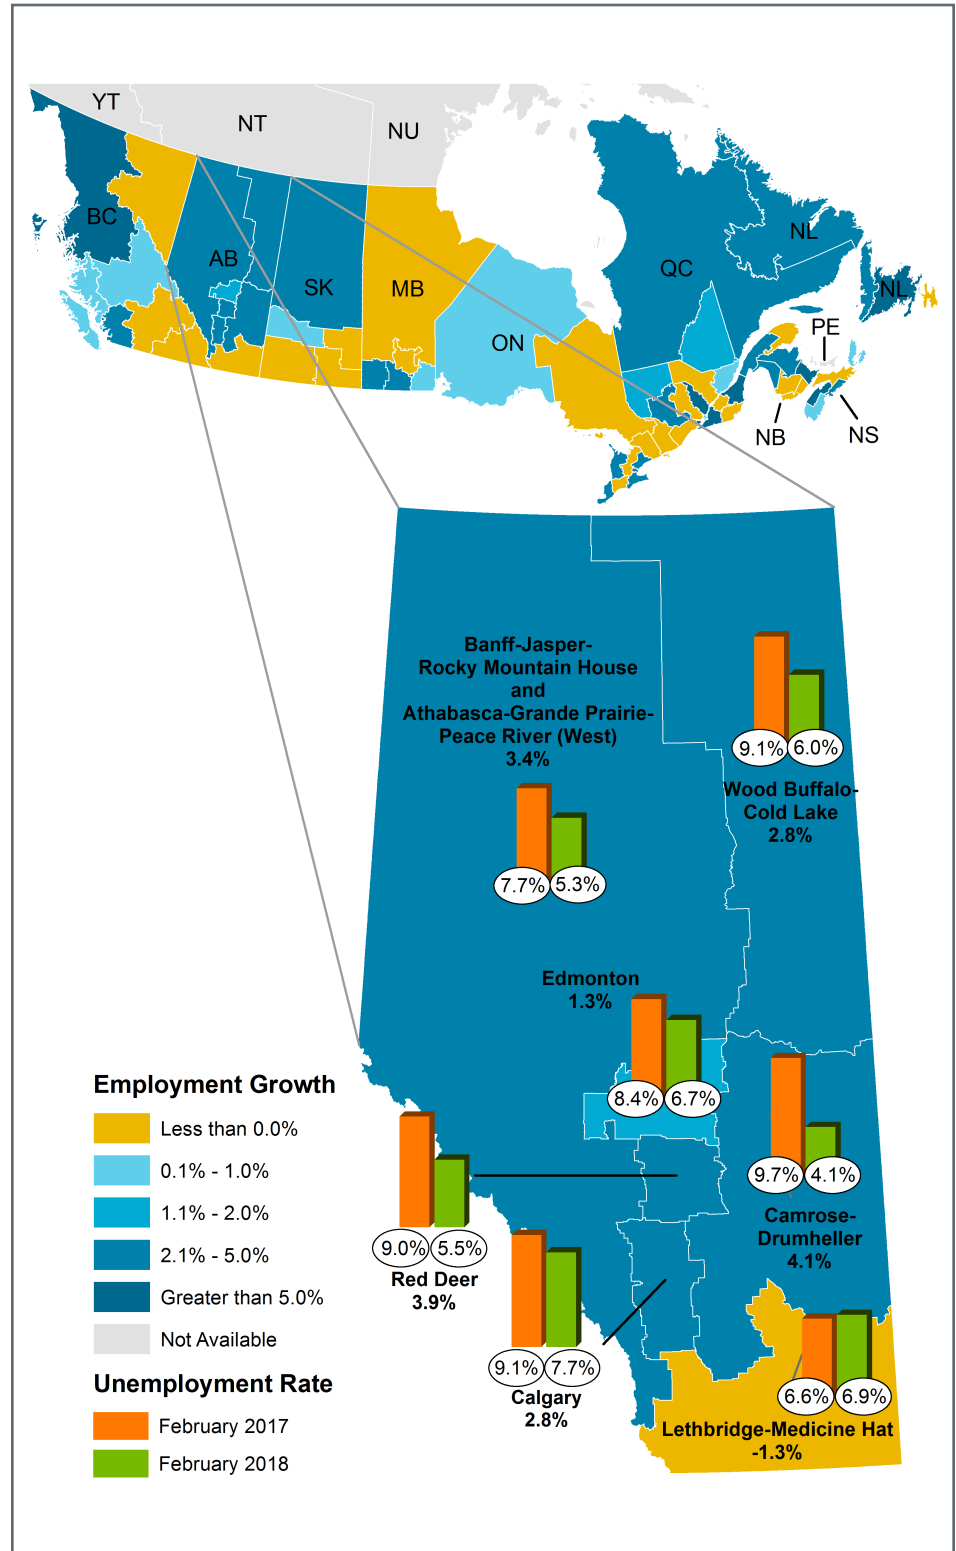 YT
NT
NU
BC
AB
SK
MB
ON
QC
NL
NL
PE
NB
NS
Banff-Jasper-
Rocky Mountain House
and
Athabasca-Grande Prairie-
Peace River (West)
3.4%
7.7%
5.3%
9.1%
6.0%
Wood Buffalo-
Cold Lake
2.8%
Edmonton
1.3%
8.4%
6.7%
9.7%
4.1%
Camrose-
Drumheller
4.1%
9.0%
5.5%
Red Deer
3.9%
9.1%
7.7%
Calgary
2.8%
6.6%
6.9%
Lethbridge-Medicine Hat
-1.3%
Employment Growth
Less than 0.0%
0.1% - 1.0%
1.1% - 2.0%
2.1% - 5.0%
Greater than 5.0%
Not Available
Unemployment Rate
February 2017
February 2018